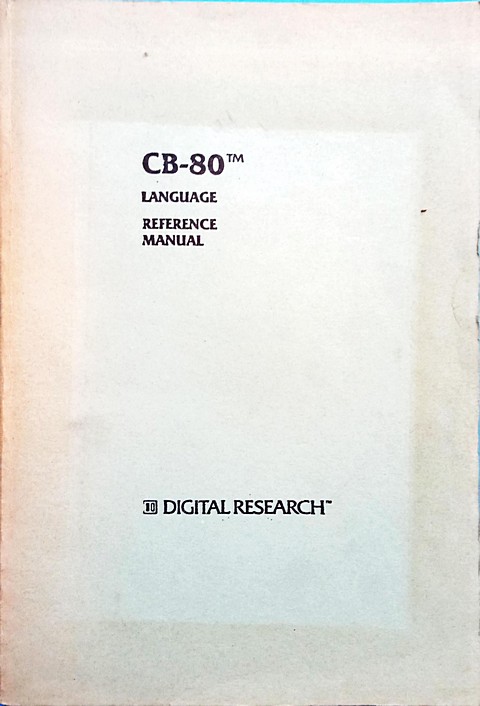 CB-80™
LANGUAGE
REFERENCE
MANUAL
DIGITAL RESEARCH™